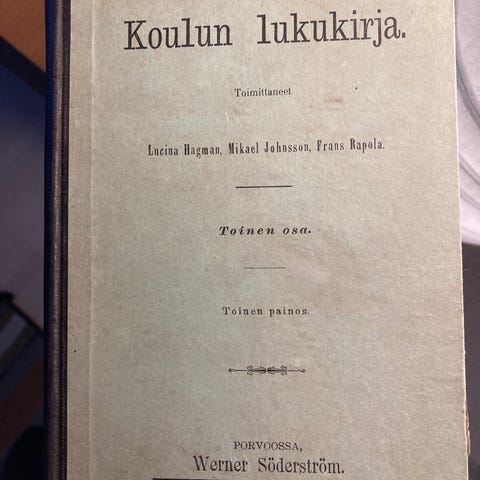 Koulun lukukirja.
Toimittaneet
Lucina Hagman, Mikael Johnsson, Frans Rapola.
Toinen osa.
Toinen painos.
PORVOOSSA,
Werner Söderström.